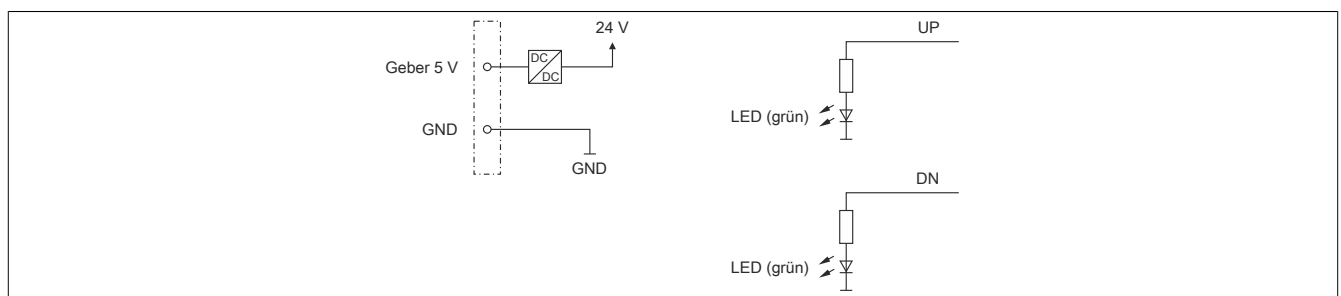 24 V
Geber 5 V
DC
DC
GND
GND
UP
LED (grün)
DN
LED (grün)